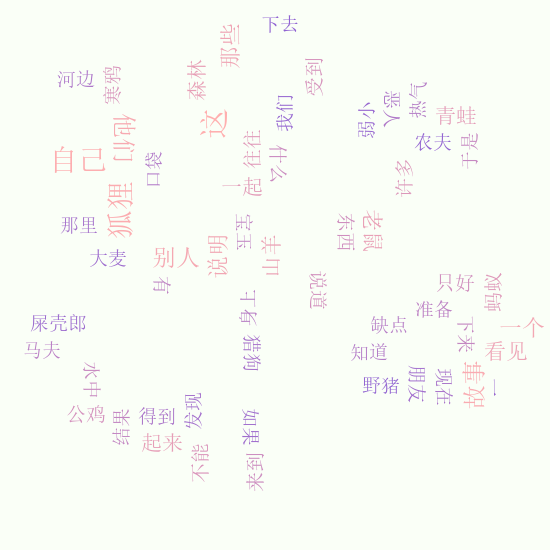 下去
那些
受到
森林
河边
寒鸦
我们
恶人
生气
小弱
青蛙
农夫
于是
这
他们
往往
什么
自己
口袋
一起
许多
狐狸
那里
宝玉
老鼠
东西
大麦
别人
说明
山羊
有
说道
上身
只好
蚂蚁
准备
屎壳郎
缺点
下来
一个
马夫
猎狗
知道
看见
水中
野猪
朋友
现在
故事
一
公鸡
结果
得到
发现
如果
起来
不能
来到